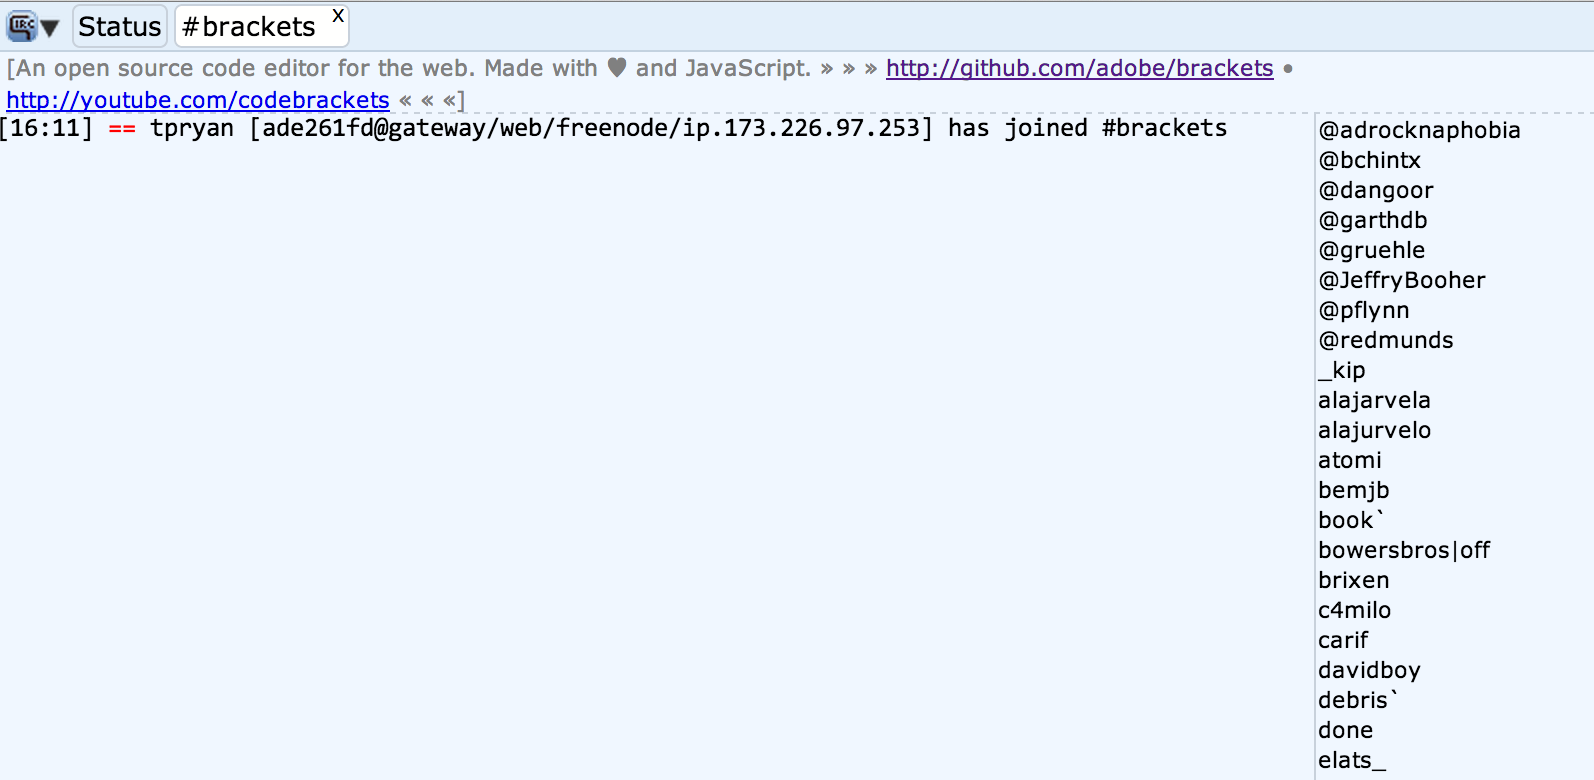 IRC
Status
#brackets
X
[An open source code editor for the web. Made with ♥ and JavaScript. » » » http://github.com/adobe/brackets •
http://youtube.com/codebrackets « « «]
[16:11] == tpryan [ade261fd@gateway/web/freenode/ip.173.226.97.253] has joined #brackets
@adrocknaphobia
@bchintx
@dangoor
@garthdb
@gruehle
@JeffryBooher
@pflynn
@redmunds
_kip
alajarvela
alajurvelo
atomi
bemjb
book`
bowersbros|off
brixen
c4milo
carif
davidboy
debris`
done
elats_